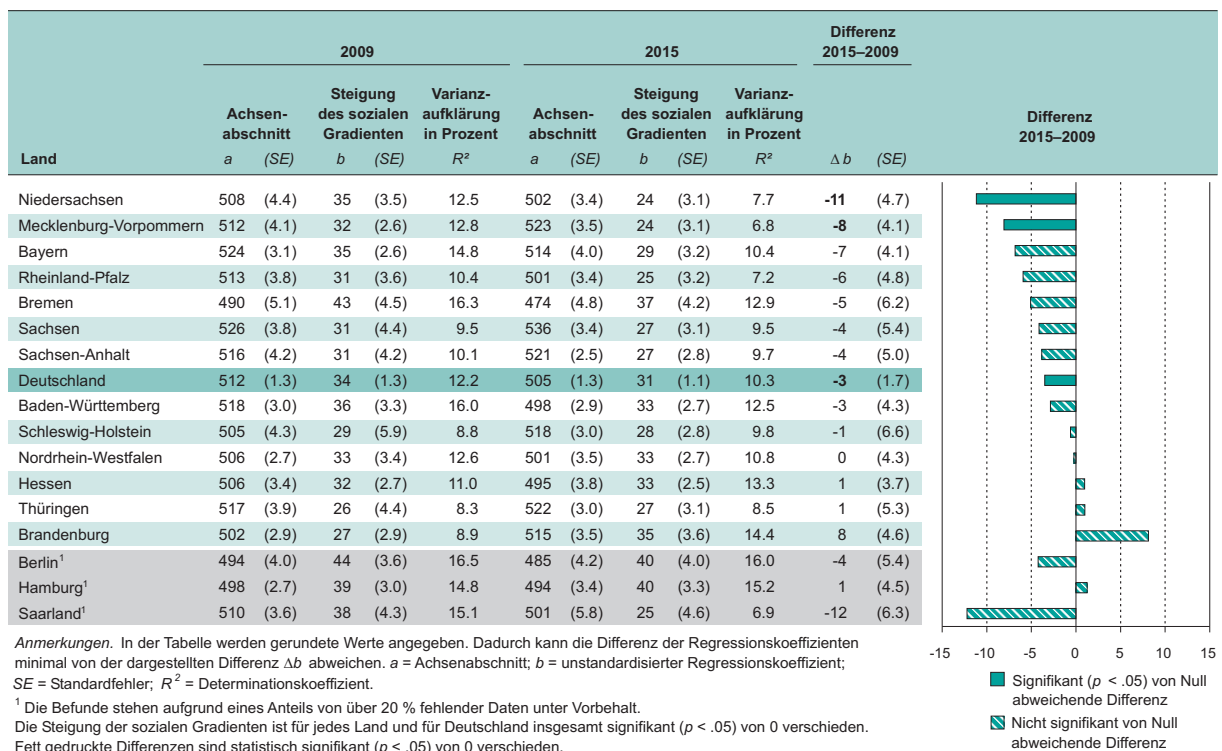 Differenz
2009 2015 2015–2009
Steigung Varianz- Steigung Varianz-
Achsen- des sozialen aufklärung Achsen- des sozialen aufklärung Differenz
abschnitt Gradienten in Prozent abschnitt Gradienten in Prozent 2015–2009
Land a (SE) b (SE) R² a (SE) b (SE) R² Δ b (SE)
Niedersachsen 508 (4.4) 35 (3.5) 12.5 502 (3.4) 24 (3.1) 7.7 -11 (4.7)
Mecklenburg-Vorpommern 512 (4.1) 32 (2.6) 12.8 523 (3.5) 24 (3.1) 6.8 -8 (4.1)
Bayern 524 (3.1) 35 (2.6) 14.8 514 (4.0) 29 (3.2) 10.4 -7 (4.1)
Rheinland-Pfalz 513 (3.8) 31 (3.6) 10.4 501 (3.4) 25 (3.2) 7.2 -6 (4.8)
Bremen 490 (5.1) 43 (4.5) 16.3 474 (4.8) 37 (4.2) 12.9 -5 (6.2)
Sachsen 526 (3.8) 31 (4.4) 9.5 536 (3.4) 27 (3.1) 9.5 -4 (5.4)
Sachsen-Anhalt 516 (4.2) 31 (4.2) 10.1 521 (2.5) 27 (2.8) 9.7 -4 (5.0)
Deutschland 512 (1.3) 34 (1.3) 12.2 505 (1.3) 31 (1.1) 10.3 -3 (1.7)
Baden-Württemberg 518 (3.0) 36 (3.3) 16.0 498 (2.9) 33 (2.7) 12.5 -3 (4.3)
Schleswig-Holstein 505 (4.3) 29 (5.9) 8.8 518 (3.0) 28 (2.8) 9.8 -1 (6.6)
Nordrhein-Westfalen 506 (2.7) 33 (3.4) 12.6 501 (3.5) 33 (2.7) 10.8 0 (4.3)
Hessen 506 (3.4) 32 (2.7) 11.0 495 (3.8) 33 (2.5) 13.3 1 (3.7)
Thüringen 517 (3.9) 26 (4.4) 8.3 522 (3.0) 27 (3.1) 8.5 1 (5.3)
Brandenburg 502 (2.9) 27 (2.9) 8.9 515 (3.5) 35 (3.6) 14.4 8 (4.6)
Berlin¹ 494 (4.0) 44 (3.6) 16.5 485 (4.2) 40 (4.0) 16.0 -4 (5.4)
Hamburg¹ 498 (2.7) 39 (3.0) 14.8 494 (3.4) 40 (3.3) 15.2 1 (4.5)
Saarland¹ 510 (3.6) 38 (4.3) 15.1 501 (5.8) 25 (4.6) 6.9 -12 (6.3)
-15 -10 -5 0 5 10 15
Signifikant (p < .05) von Null
abweichende Differenz
Nicht signifikant von Null
abweichende Differenz
Anmerkungen. In der Tabelle werden gerundete Werte angegeben. Dadurch kann die Differenz der Regressionskoeffizienten
minimal von der dargestellten Differenz Δb abweichen. a = Achsenabschnitt; b = unstandardisierter Regressionskoeffizient;
SE = Standardfehler; R² = Determinationskoeffizient.
¹ Die Befunde stehen aufgrund eines Anteils von über 20 % fehlender Daten unter Vorbehalt.
Die Steigung der sozialen Gradienten ist für jedes Land und für Deutschland insgesamt signifikant (p < .05) von 0 verschieden.
Fett gedruckte Differenzen sind statistisch signifikant (p < .05) von 0 verschieden.